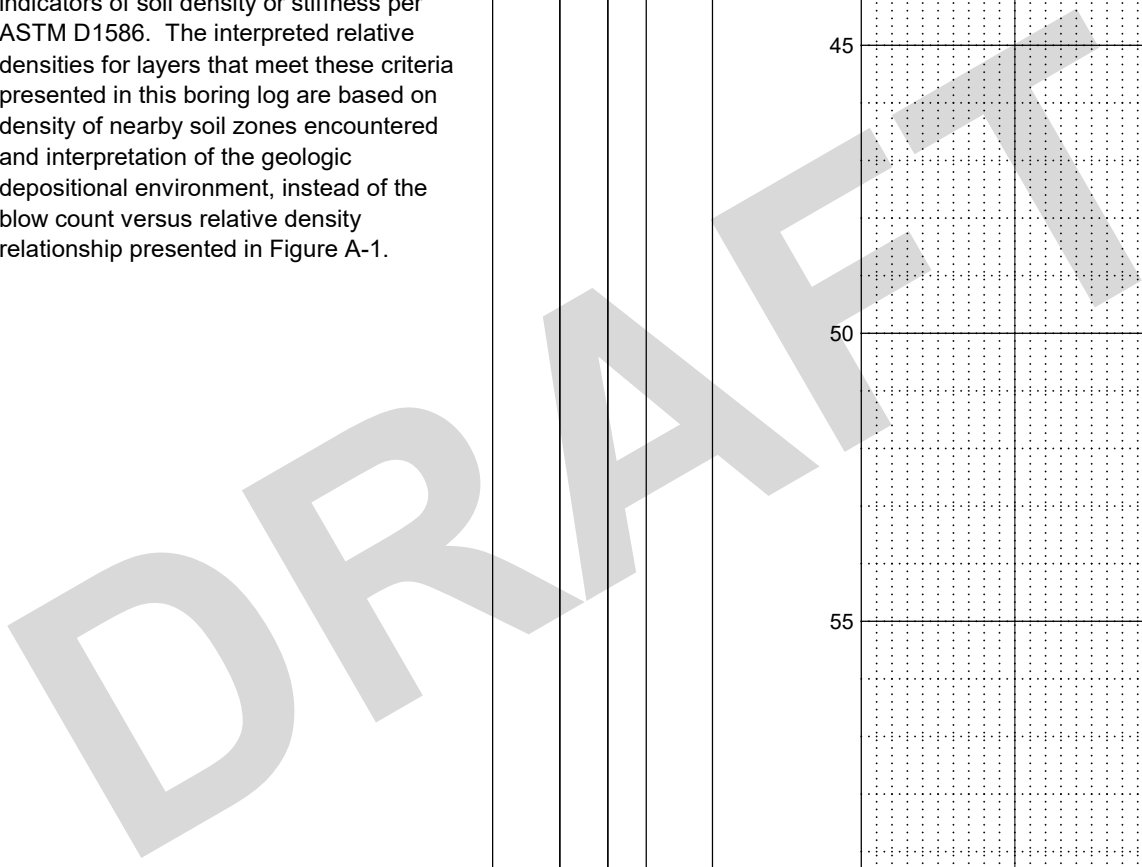 indicators of soil density or stiffness per
ASTM D1586.  The interpreted relative
densities for layers that meet these criteria
presented in this boring log are based on
density of nearby soil zones encountered
and interpretation of the geologic
depositional environment, instead of the
blow count versus relative density
relationship presented in Figure A-1.
45
50
55
DRAFT